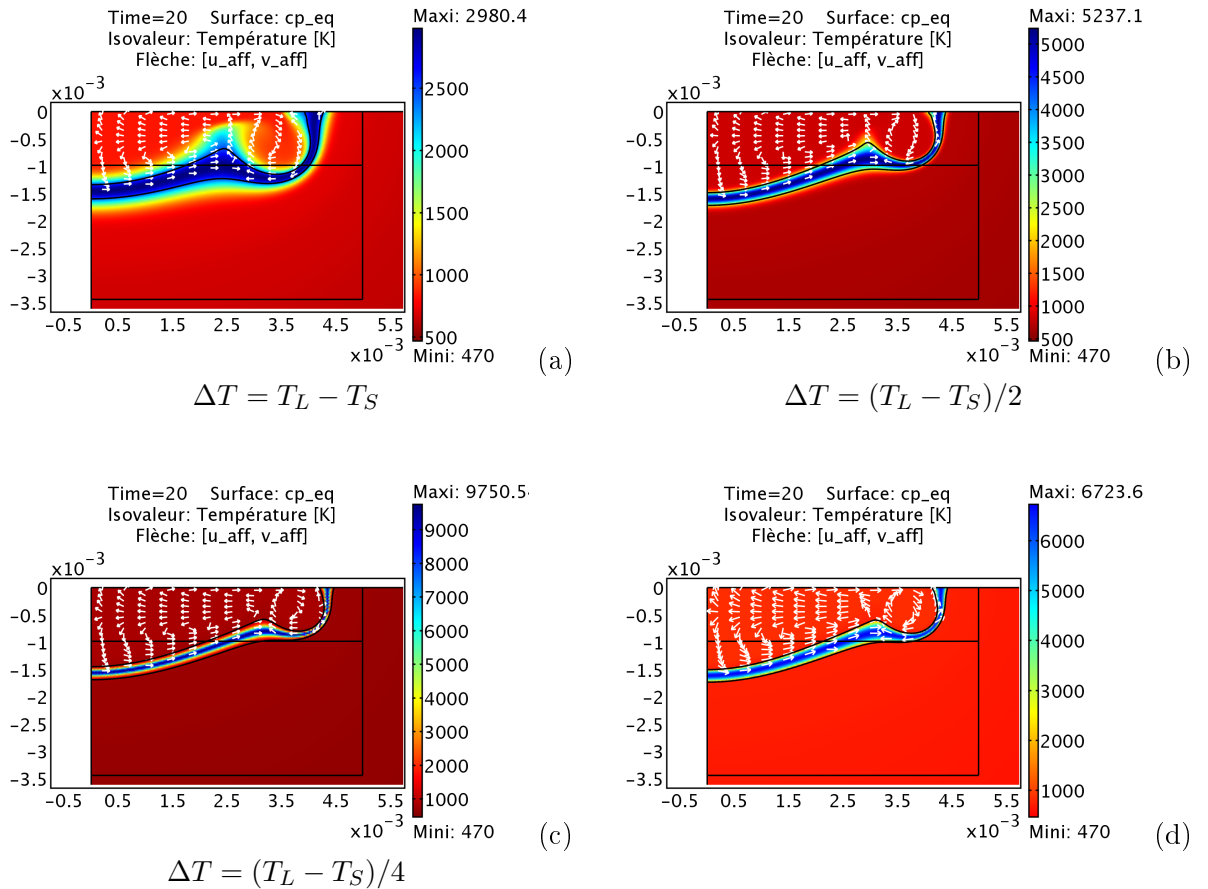 Time=20 Surface: cp_eq
Isovaleur: Température [K]
Flèche: [u_aff, v_aff]
Maxi: 2980.4
x10⁻³
0
-0.5
-1
-1.5
-2
-2.5
-3
-3.5
-0.5 0.5 1.5 2.5 3.5 4.5 5.5
x10⁻³
2500
2000
1500
1000
500
Mini: 470
(a)
ΔT = T_L − T_S
Time=20 Surface: cp_eq
Isovaleur: Température [K]
Flèche: [u_aff, v_aff]
Maxi: 5237.1
x10⁻³
0
-0.5
-1
-1.5
-2
-2.5
-3
-3.5
-0.5 0.5 1.5 2.5 3.5 4.5 5.5
x10⁻³
5000
4500
4000
3500
3000
2500
2000
1500
1000
500
Mini: 470
(b)
ΔT = (T_L − T_S)/2
Time=20 Surface: cp_eq
Isovaleur: Température [K]
Flèche: [u_aff, v_aff]
Maxi: 9750.5
x10⁻³
0
-0.5
-1
-1.5
-2
-2.5
-3
-3.5
-0.5 0.5 1.5 2.5 3.5 4.5 5.5
x10⁻³
9000
8000
7000
6000
5000
4000
3000
2000
1000
Mini: 470
(c)
ΔT = (T_L − T_S)/4
Time=20 Surface: cp_eq
Isovaleur: Température [K]
Flèche: [u_aff, v_aff]
Maxi: 6723.6
x10⁻³
0
-0.5
-1
-1.5
-2
-2.5
-3
-3.5
-0.5 0.5 1.5 2.5 3.5 4.5 5.5
x10⁻³
6000
5000
4000
3000
2000
1000
Mini: 470
(d)